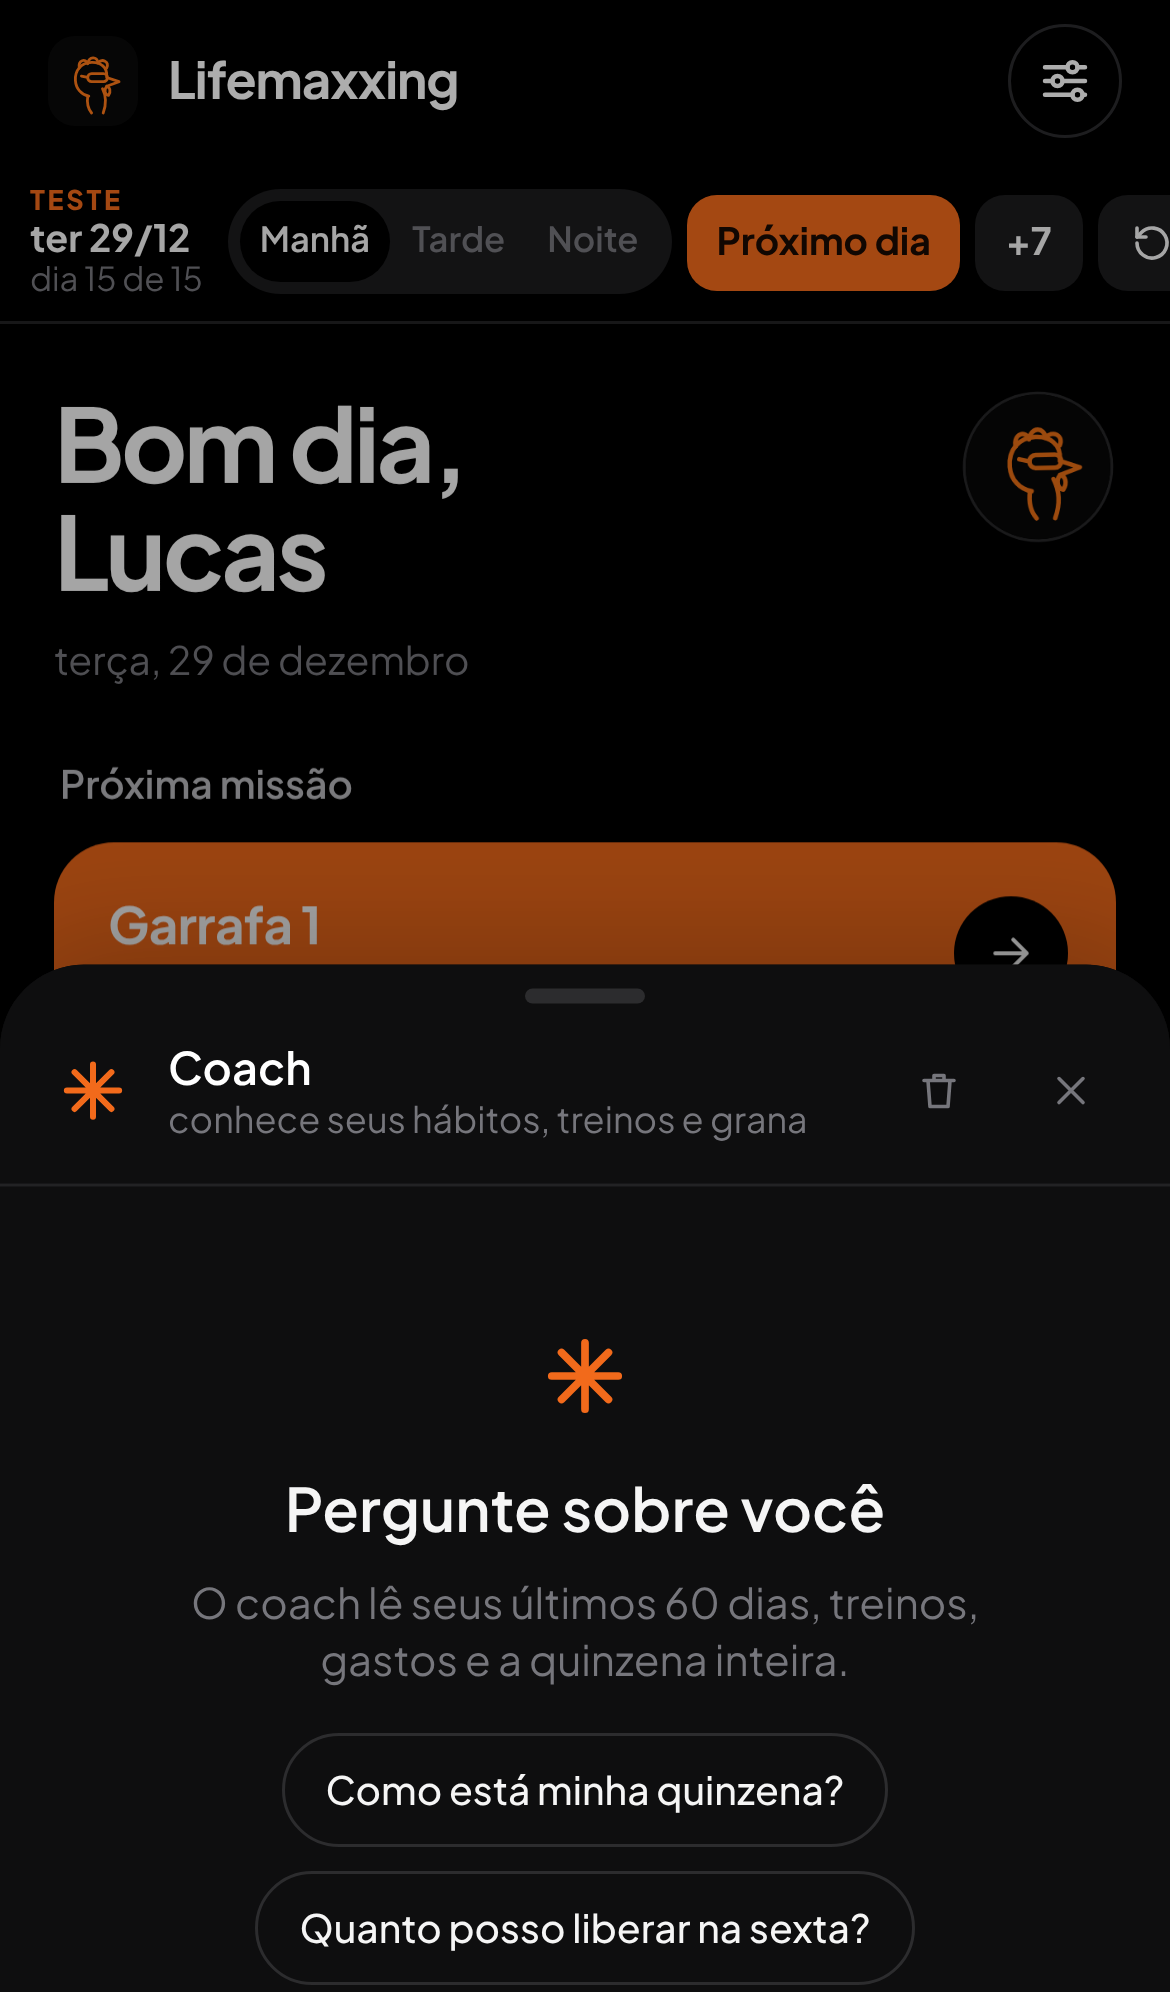 Lifemaxxing
TESTE
ter 29/12
dia 15 de 15
Manhã
Tarde
Noite
Próximo dia
+7
Bom dia,
Lucas
terça, 29 de dezembro
Próxima missão
Garrafa 1
Coach
conhece seus hábitos, treinos e grana
Pergunte sobre você
O coach lê seus últimos 60 dias, treinos,
gastos e a quinzena inteira.
Como está minha quinzena?
Quanto posso liberar na sexta?